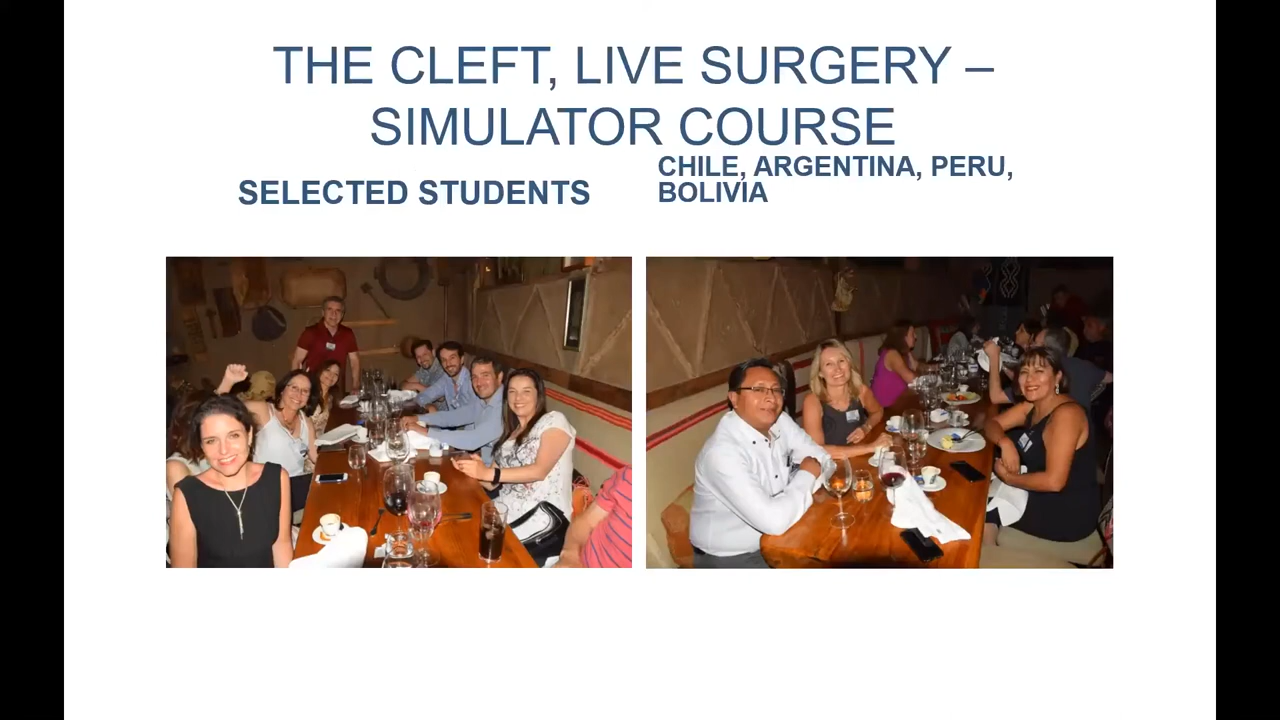 THE CLEFT, LIVE SURGERY –
SIMULATOR COURSE
SELECTED STUDENTS
CHILE, ARGENTINA, PERU,
BOLIVIA